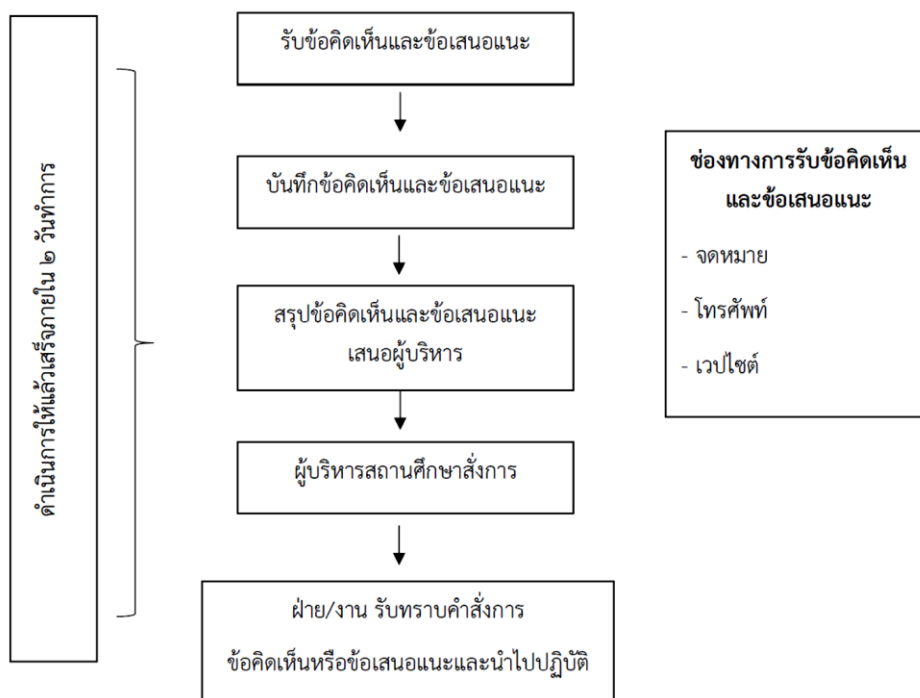 ดำเนินการให้แล้วเสร็จภายใน ๒ วันทำการ
รับข้อคิดเห็นและข้อเสนอแนะ
บันทึกข้อคิดเห็นและข้อเสนอแนะ
สรุปข้อคิดเห็นและข้อเสนอแนะ
เสนอผู้บริหาร
ผู้บริหารสถานศึกษาสั่งการ
ฝ่าย/งาน รับทราบคำสั่งการ
ข้อคิดเห็นหรือข้อเสนอแนะและนำไปปฏิบัติ
ช่องทางการรับข้อคิดเห็น
และข้อเสนอแนะ
- จดหมาย
- โทรศัพท์
- เวปไซต์